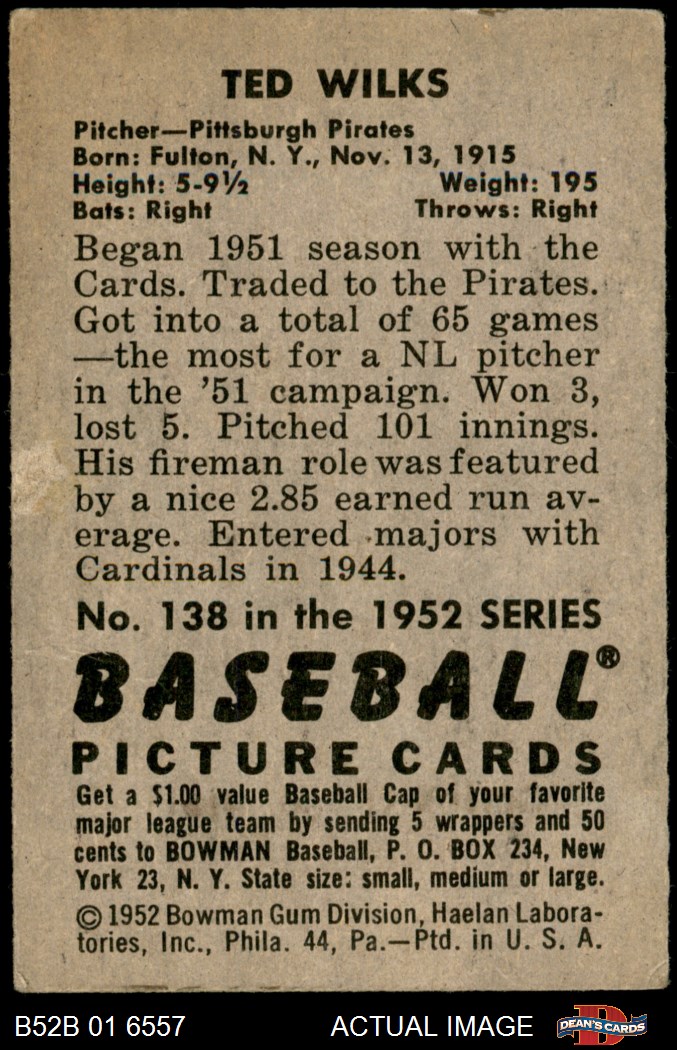 TED WILKS
Pitcher—Pittsburgh Pirates
Born: Fulton, N. Y., Nov. 13, 1915
Height: 5-9½ Weight: 195
Bats: Right Throws: Right
Began 1951 season with the
Cards. Traded to the Pirates.
Got into a total of 65 games
—the most for a NL pitcher
in the '51 campaign. Won 3,
lost 5. Pitched 101 innings.
His fireman role was featured
by a nice 2.85 earned run av-
erage. Entered majors with
Cardinals in 1944.
No. 138 in the 1952 SERIES
BASEBALL®
PICTURE CARDS
Get a $1.00 value Baseball Cap of your favorite
major league team by sending 5 wrappers and 50
cents to BOWMAN Baseball, P. O. BOX 234, New
York 23, N. Y. State size: small, medium or large.
© 1952 Bowman Gum Division, Haelan Labora-
tories, Inc., Phila. 44, Pa.—Ptd. in U. S. A.
B52B 01 6557 ACTUAL IMAGE D DEAN'S CARDS